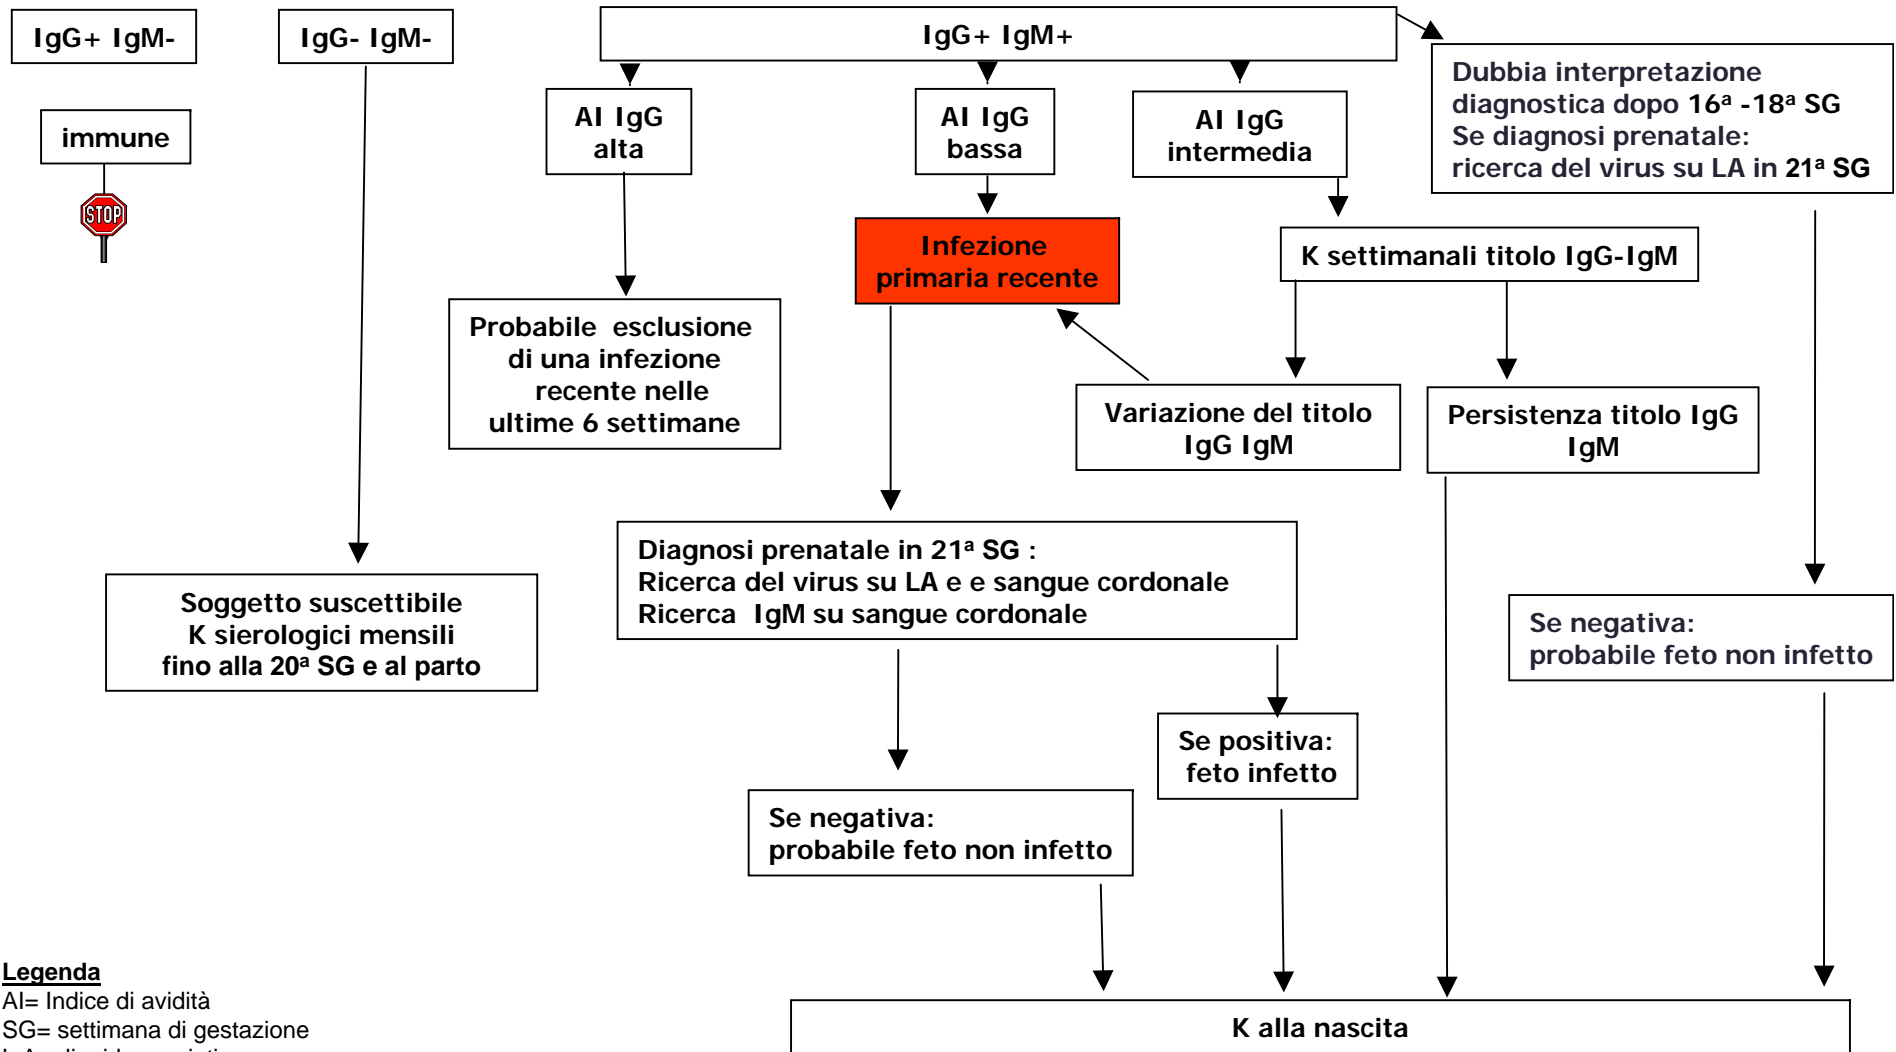 IgG+ IgM-
IgG- IgM-
IgG+ IgM+
Dubbia interpretazione
diagnostica dopo 16ª -18ª SG
Se diagnosi prenatale:
ricerca del virus su LA in 21ª SG
immune
STOP
AI IgG
alta
AI IgG
bassa
AI IgG
intermedia
Infezione
primaria recente
K settimanali titolo IgG-IgM
Probabile esclusione
di una infezione
recente nelle
ultime 6 settimane
Variazione del titolo
IgG IgM
Persistenza titolo IgG
IgM
Diagnosi prenatale in 21ª SG :
Ricerca del virus su LA e e sangue cordonale
Ricerca IgM su sangue cordonale
Soggetto suscettibile
K sierologici mensili
fino alla 20ª SG e al parto
Se negativa:
probabile feto non infetto
Se positiva:
feto infetto
Se negativa:
probabile feto non infetto
K alla nascita
Legenda
AI= Indice di avidità
SG= settimana di gestazione